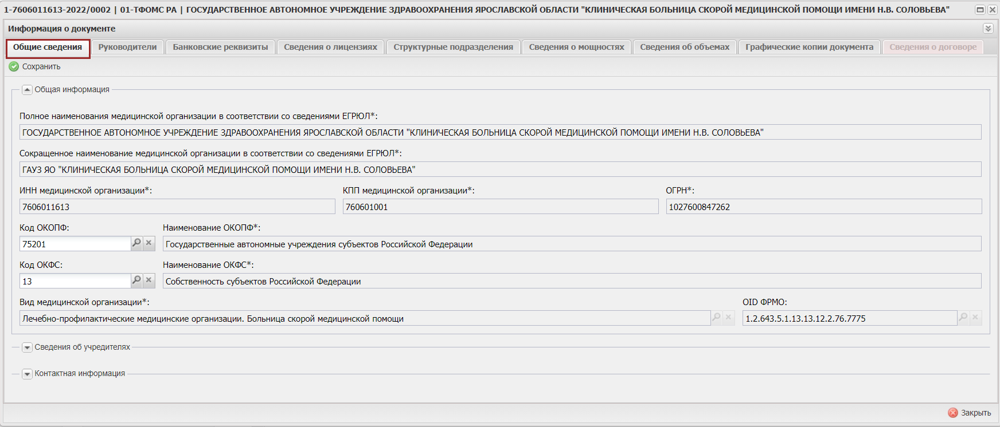 1-7606011613-2022/0002 | 01-ТФОМС РА | ГОСУДАРСТВЕННОЕ АВТОНОМНОЕ УЧРЕЖДЕНИЕ ЗДРАВООХРАНЕНИЯ ЯРОСЛАВСКОЙ ОБЛАСТИ "КЛИНИЧЕСКАЯ БОЛЬНИЦА СКОРОЙ МЕДИЦИНСКОЙ ПОМОЩИ ИМЕНИ Н.В. СОЛОВЬЕВА"
Информация о документе
Общие сведения Руководители Банковские реквизиты Сведения о лицензиях Структурные подразделения Сведения о мощностях Сведения об объемах Графические копии документа Сведения о договоре
Сохранить
Общая информация
Полное наименования медицинской организации в соответствии со сведениями ЕГРЮЛ*:
ГОСУДАРСТВЕННОЕ АВТОНОМНОЕ УЧРЕЖДЕНИЕ ЗДРАВООХРАНЕНИЯ ЯРОСЛАВСКОЙ ОБЛАСТИ "КЛИНИЧЕСКАЯ БОЛЬНИЦА СКОРОЙ МЕДИЦИНСКОЙ ПОМОЩИ ИМЕНИ Н.В. СОЛОВЬЕВА"
Сокращенное наименование медицинской организации в соответствии со сведениями ЕГРЮЛ*:
ГАУЗ ЯО "КЛИНИЧЕСКАЯ БОЛЬНИЦА СКОРОЙ МЕДИЦИНСКОЙ ПОМОЩИ ИМЕНИ Н.В. СОЛОВЬЕВА"
ИНН медицинской организации*: КПП медицинской организации*: ОГРН*:
7606011613 760601001 1027600847262
Код ОКОПФ: Наименование ОКОПФ*:
75201 Государственные автономные учреждения субъектов Российской Федерации
Код ОКФС: Наименование ОКФС*:
13 Собственность субъектов Российской Федерации
Вид медицинской организации*: OID ФРМО:
Лечебно-профилактические медицинские организации. Больница скорой медицинской помощи 1.2.643.5.1.13.13.12.2.76.7775
Сведения об учредителях
Контактная информация
Закрыть